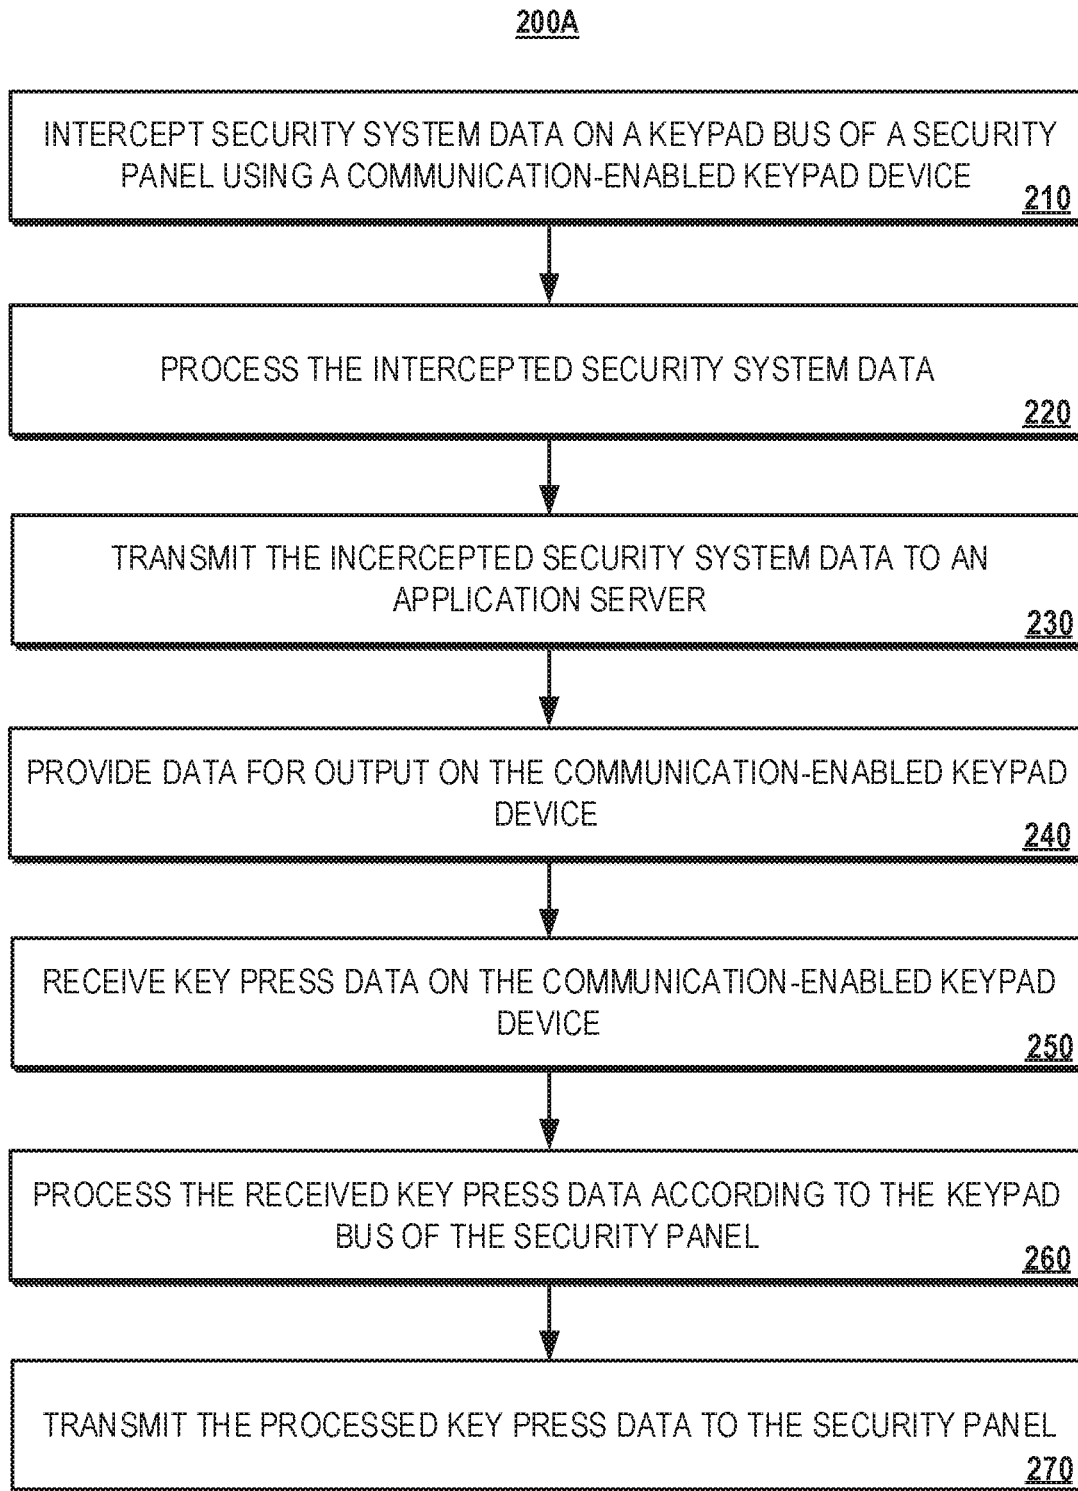 200A
INTERCEPT SECURITY SYSTEM DATA ON A KEYPAD BUS OF A SECURITY
PANEL USING A COMMUNICATION-ENABLED KEYPAD DEVICE
210
PROCESS THE INTERCEPTED SECURITY SYSTEM DATA
220
TRANSMIT THE INCERCEPTED SECURITY SYSTEM DATA TO AN
APPLICATION SERVER
230
PROVIDE DATA FOR OUTPUT ON THE COMMUNICATION-ENABLED KEYPAD
DEVICE
240
RECEIVE KEY PRESS DATA ON THE COMMUNICATION-ENABLED KEYPAD
DEVICE
250
PROCESS THE RECEIVED KEY PRESS DATA ACCORDING TO THE KEYPAD
BUS OF THE SECURITY PANEL
260
TRANSMIT THE PROCESSED KEY PRESS DATA TO THE SECURITY PANEL
270